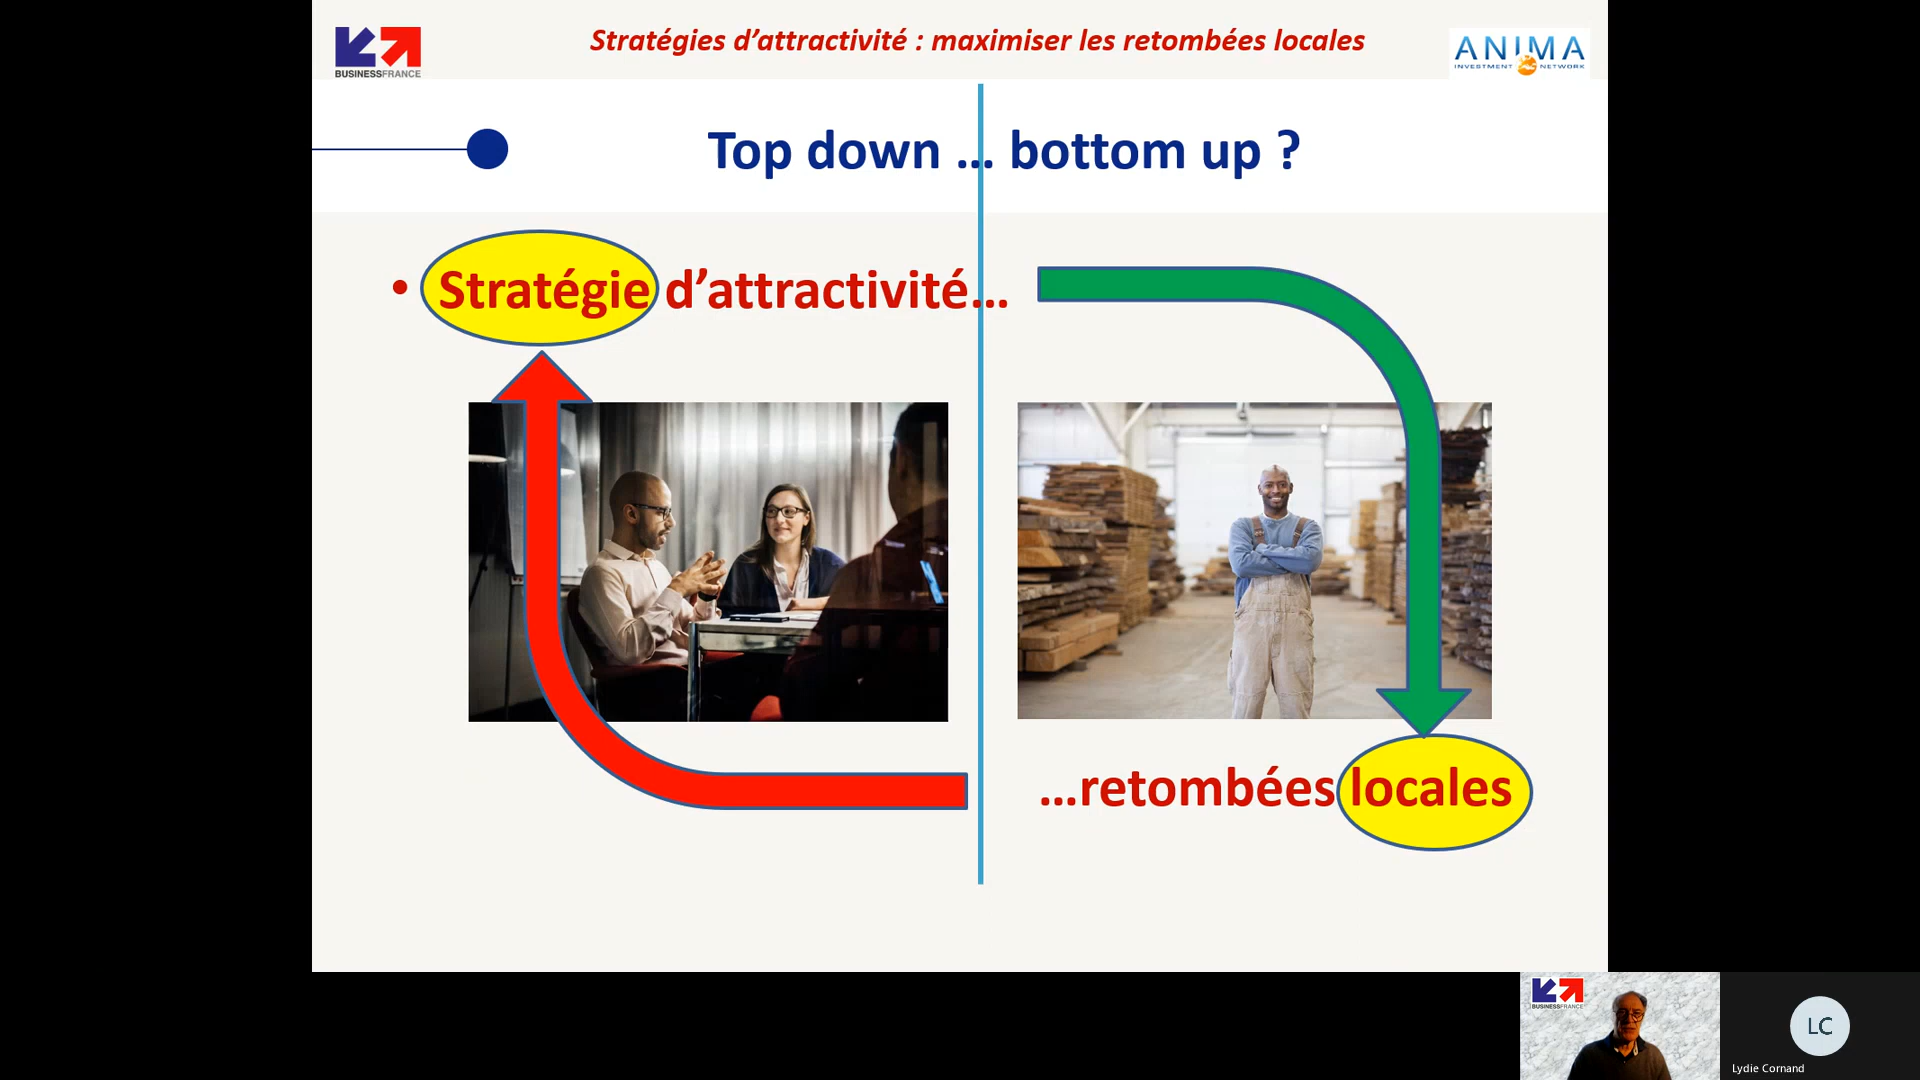 BUSINESSFRANCE
Stratégies d’attractivité : maximiser les retombées locales
ANIMA
INVESTMENT NETWORK
Top down … bottom up ?
• Stratégie d’attractivité…
…retombées locales
BUSINESSFRANCE
LC
Lydie Cornand